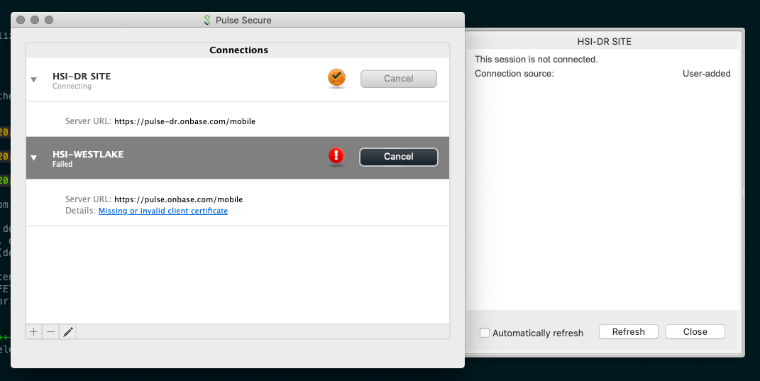 Pulse Secure
Connections
HSI-DR SITE
Connecting
Cancel
Server URL: https://pulse-dr.onbase.com/mobile
HSI-WESTLAKE
Failed
Cancel
Server URL: https://pulse.onbase.com/mobile
Details: Missing or invalid client certificate
HSI-DR SITE
This session is not connected.
Connection source: User-added
Automatically refresh
Refresh
Close